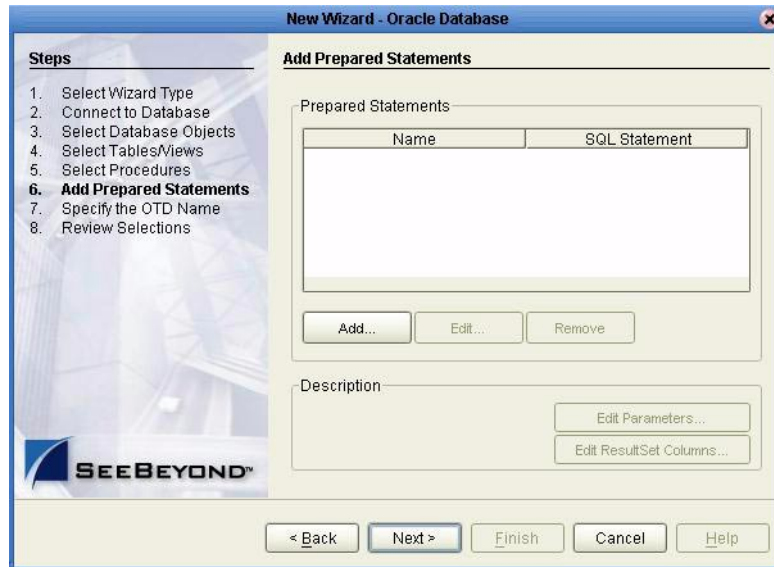 New Wizard - Oracle Database
Steps
1. Select Wizard Type
2. Connect to Database
3. Select Database Objects
4. Select Tables/Views
5. Select Procedures
6. Add Prepared Statements
7. Specify the OTD Name
8. Review Selections
SEEBEYOND™
Add Prepared Statements
Prepared Statements
Name SQL Statement
Add... Edit... Remove
Description
Edit Parameters...
Edit ResultSet Columns...
< Back Next > Finish Cancel Help